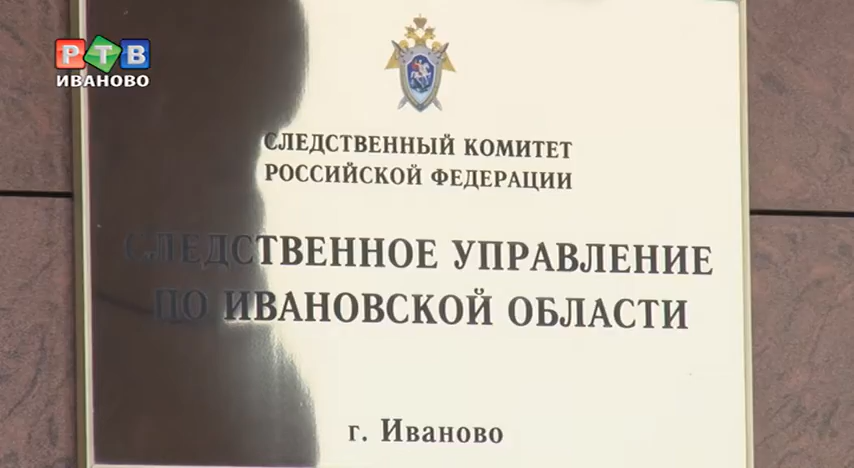 РТВ
ИВАНОВО
СЛЕДСТВЕННЫЙ КОМИТЕТ
РОССИЙСКОЙ ФЕДЕРАЦИИ
СЛЕДСТВЕННОЕ УПРАВЛЕНИЕ
ПО ИВАНОВСКОЙ ОБЛАСТИ
г. Иваново